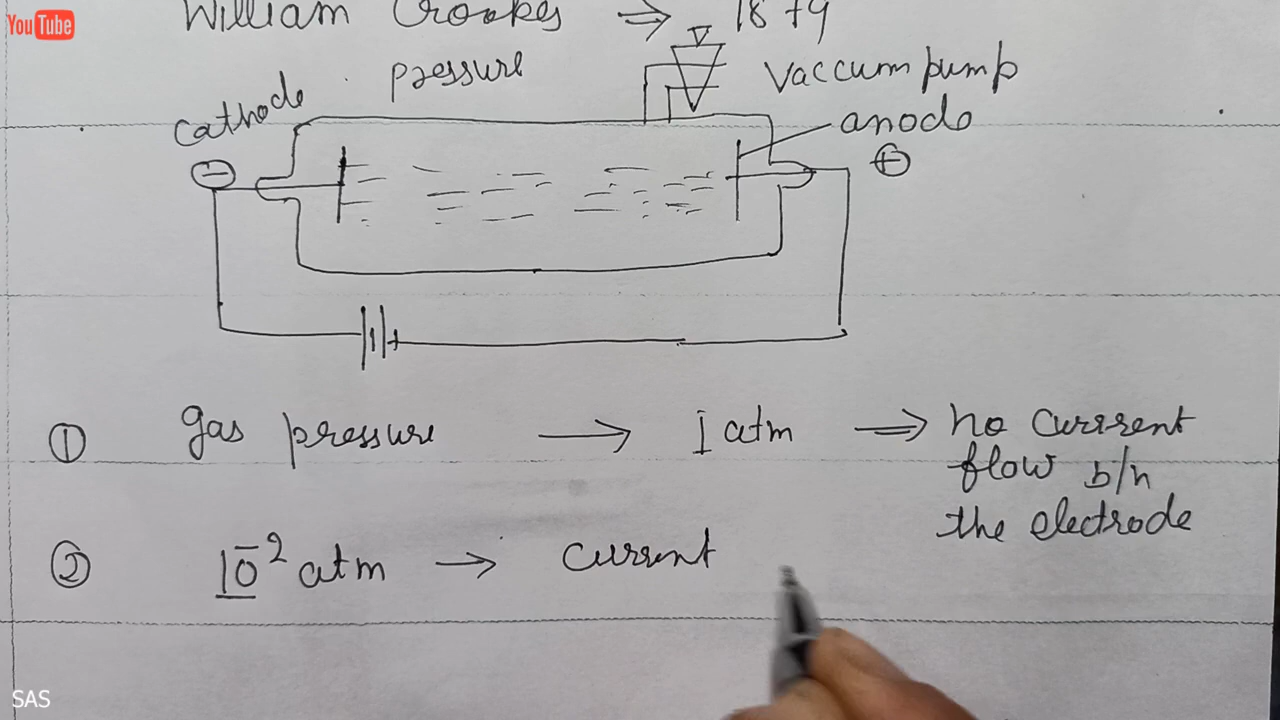 YouTube
William Crookes ⇒ 1879
pressure
Vaccum pump
cathode
anode
−
+
① gas pressure → 1 atm ⇒ no current
flow b/n
the electrode
② 10⁻² atm → current
SAS